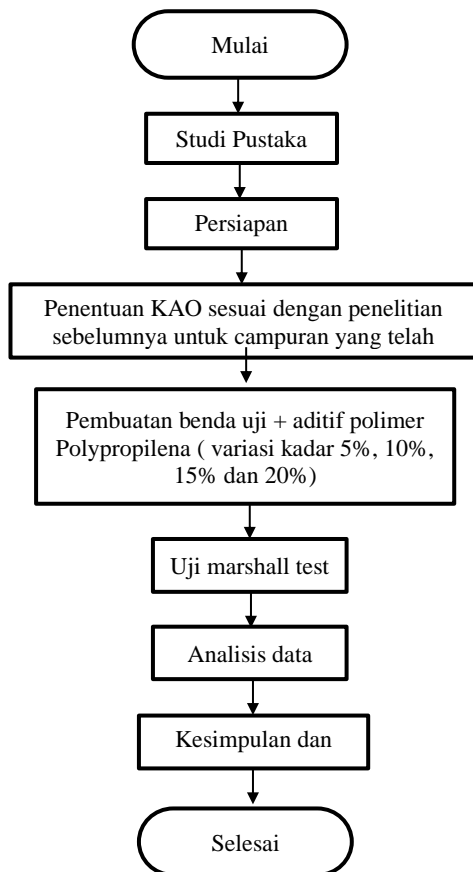 Mulai
Studi Pustaka
Persiapan
Penentuan KAO sesuai dengan penelitian
sebelumnya untuk campuran yang telah
Pembuatan benda uji + aditif polimer
Polypropilena ( variasi kadar 5%, 10%,
15% dan 20%)
Uji marshall test
Analisis data
Kesimpulan dan
Selesai